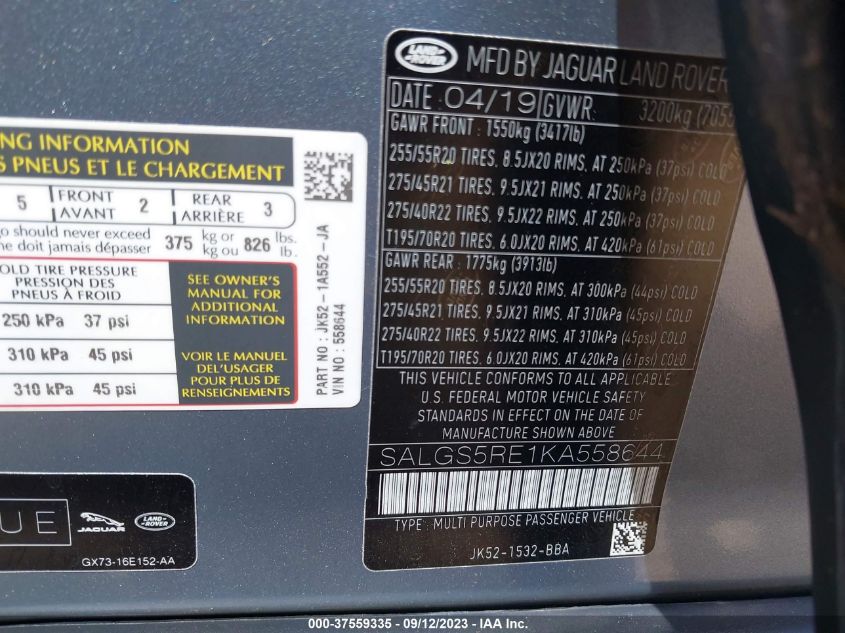 NG INFORMATION
S PNEUS ET LE CHARGEMENT
5 FRONT AVANT 2 REAR ARRIÈRE 3
go should never exceed
ne doit jamais dépasser 375 kg or kg ou 826 lbs. lb.
OLD TIRE PRESSURE
PRESSION DES
PNEUS À FROID
250 kPa 37 psi
310 kPa 45 psi
310 kPa 45 psi
SEE OWNER'S
MANUAL FOR
ADDITIONAL
INFORMATION
VOIR LE MANUEL
DEL'USAGER
POUR PLUS DE
RENSEIGNEMENTS
PART NO : JK52-1A552-JA
VIN NO : 558644
UE JAGUAR LAND ROVER
GX73-16E152-AA
LAND ROVER MFD BY JAGUAR LAND ROVER
DATE 04/19 GVWR 3200kg (705
GAWR FRONT : 1550kg (3417lb)
255/55R20 TIRES, 8.5JX20 RIMS, AT 250kPa (37psi) COLD
275/45R21 TIRES, 9.5JX21 RIMS, AT 250kPa (37psi) COLD
275/40R22 TIRES, 9.5JX22 RIMS, AT 250kPa (37psi) COLD
T195/70R20 TIRES, 6.0JX20 RIMS, AT 420kPa (61psi) COLD
GAWR REAR : 1775kg (3913lb)
255/55R20 TIRES, 8.5JX20 RIMS, AT 300kPa (44psi) COLD
275/45R21 TIRES, 9.5JX21 RIMS, AT 310kPa (45psi) COLD
275/40R22 TIRES, 9.5JX22 RIMS, AT 310kPa (45psi) COLD
T195/70R20 TIRES, 6.0JX20 RIMS, AT 420kPa (61psi) COLD
THIS VEHICLE CONFORMS TO ALL APPLICABLE
U.S. FEDERAL MOTOR VEHICLE SAFETY
STANDARDS IN EFFECT ON THE DATE OF
MANUFACTURE SHOWN ABOVE
SALGS5RE1KA558644
TYPE: MULTI PURPOSE PASSENGER VEHICLE
JK52-1532-BBA
000-37559335 - 09/12/2023 - IAA Inc.